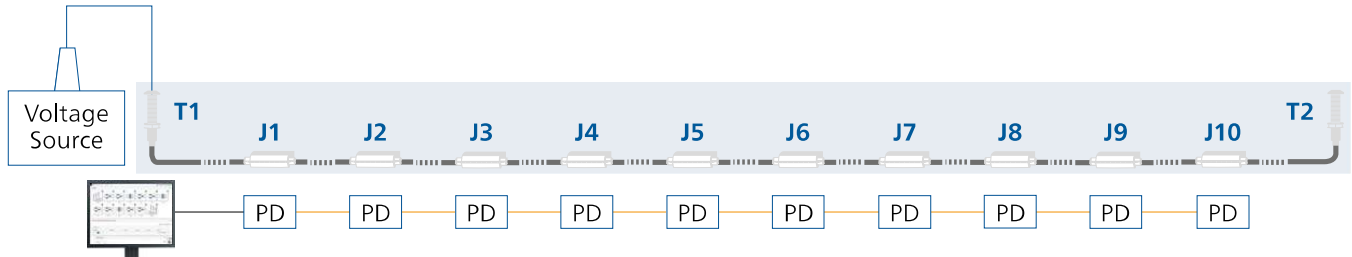 Voltage
Source
T1
T2
J1 J2 J3 J4 J5 J6 J7 J8 J9 J10
PD PD PD PD PD PD PD PD PD PD